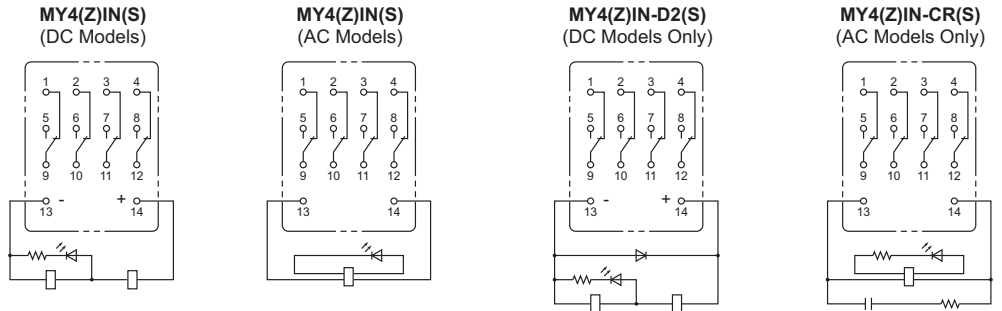 MY4(Z)IN(S) MY4(Z)IN(S) MY4(Z)IN-D2(S) MY4(Z)IN-CR(S)
(DC Models) (AC Models) (DC Models Only) (AC Models Only)
1 2 3 4 1 2 3 4 1 2 3 4 1 2 3 4
5 6 7 8 5 6 7 8 5 6 7 8 5 6 7 8
9 10 11 12 9 10 11 12 9 10 11 12 9 10 11 12
- + - +
13 14 13 14 13 14 13 14